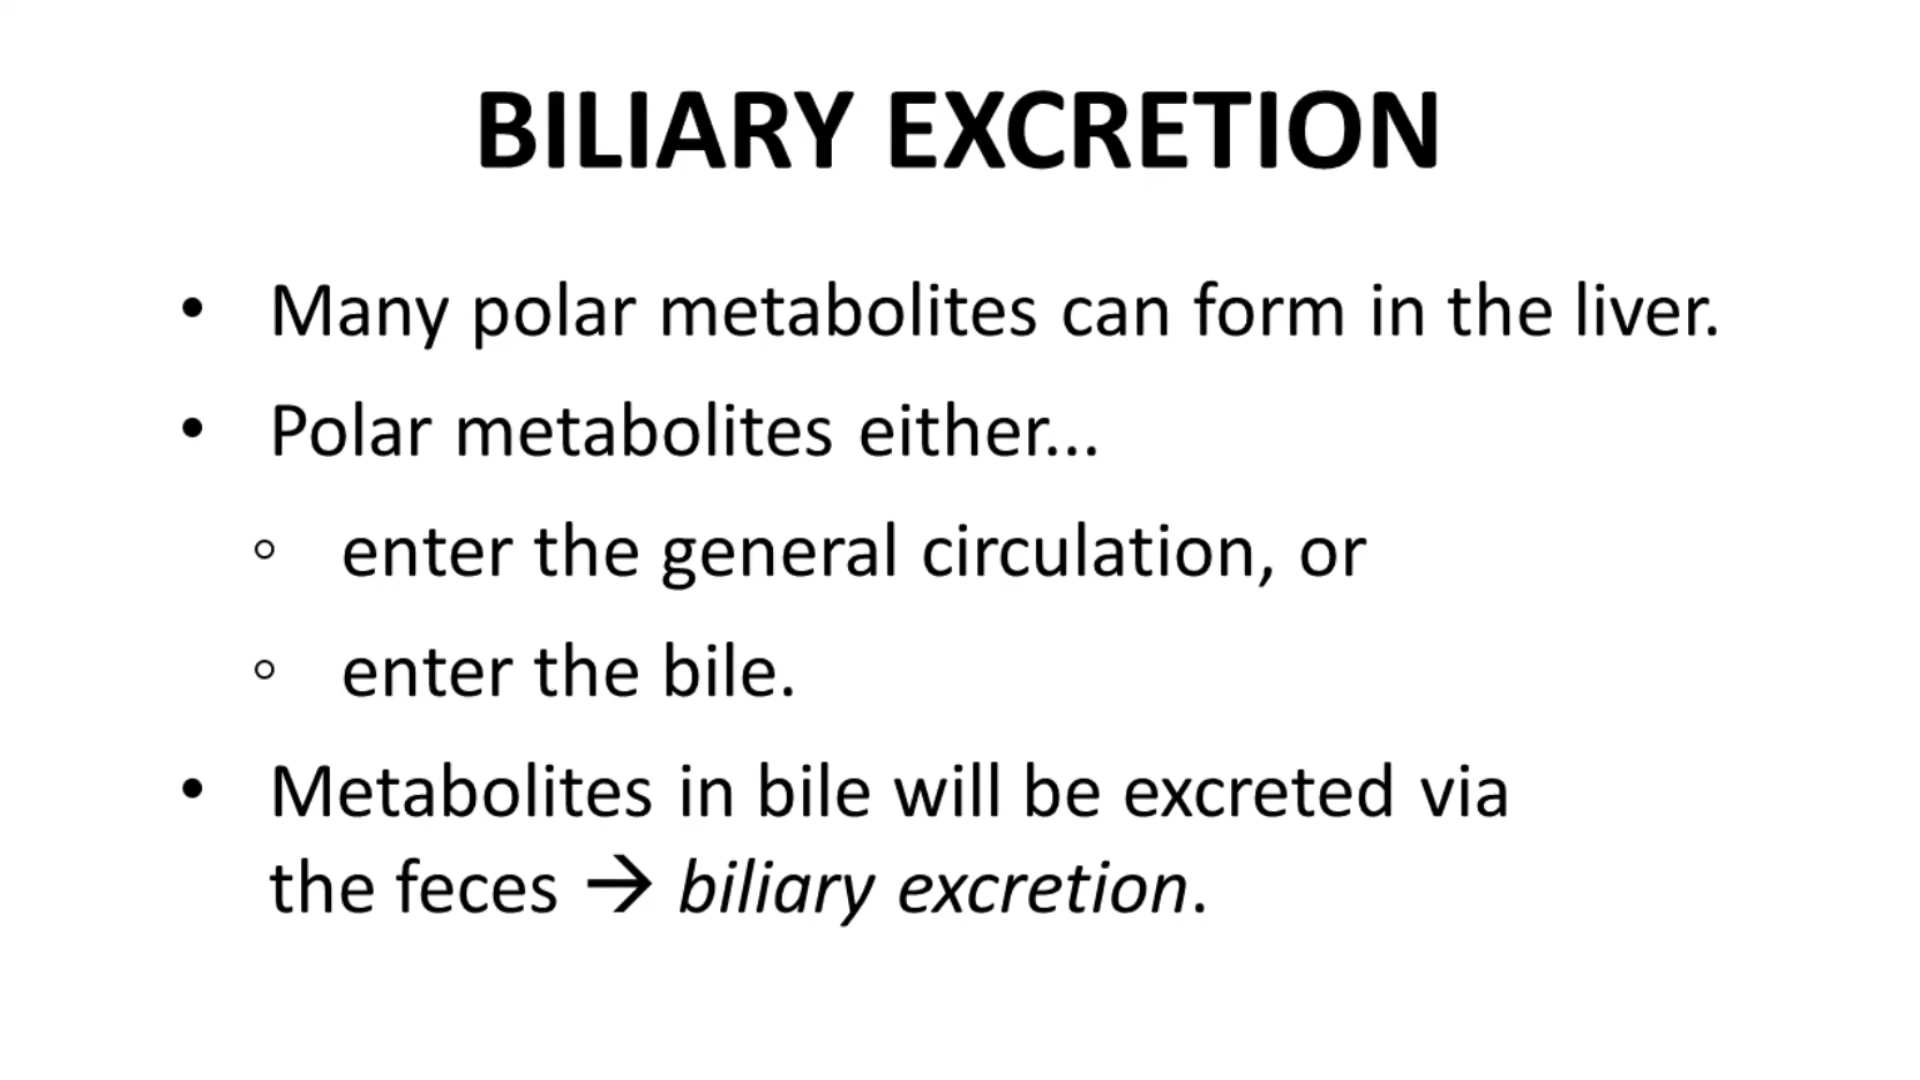 BILIARY EXCRETION
• Many polar metabolites can form in the liver.
• Polar metabolites either...
◦ enter the general circulation, or
◦ enter the bile.
• Metabolites in bile will be excreted via
the feces → biliary excretion.